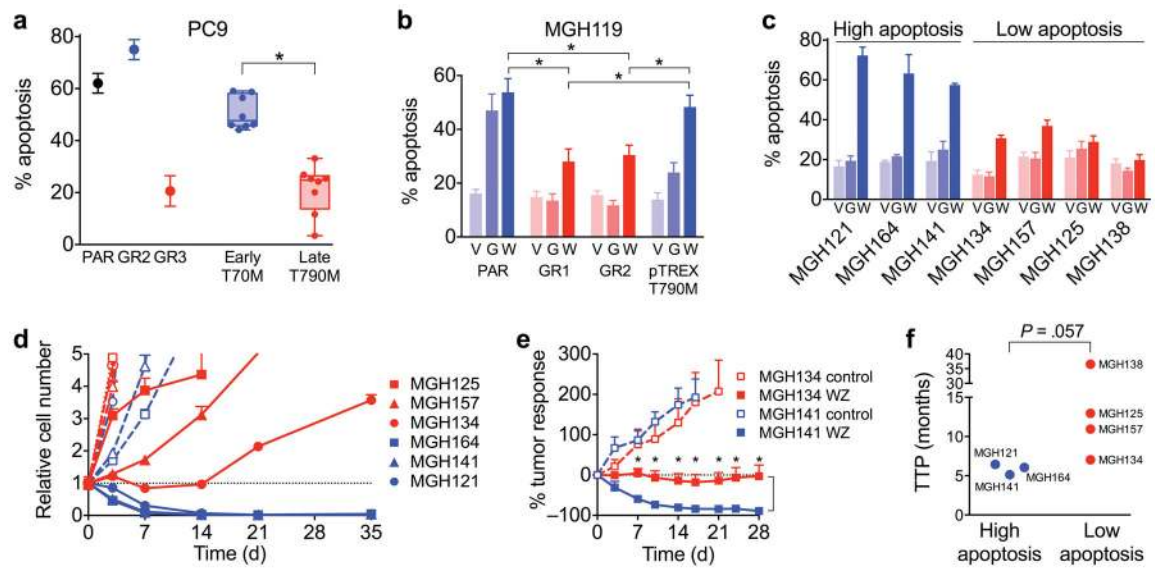 a
PC9
% apoptosis
80
60
40
20
0
*
PAR GR2 GR3
Early
T70M
Late
T790M
b
MGH119
% apoptosis
80
60
40
20
0
*
*
*
*
V G W V G W V G W V G W
PAR
GR1
GR2
pTREX
T790M
c
High apoptosis
Low apoptosis
% apoptosis
80
60
40
20
0
VGW VGW VGW VGW VGW VGW VGW
MGH121
MGH164
MGH141
MGH134
MGH157
MGH125
MGH138
d
Relative cell number
5
4
3
2
1
0
0 7 14 21 28 35
Time (d)
MGH125
MGH157
MGH134
MGH164
MGH141
MGH121
e
% tumor response
300
200
100
0
−100
* * * * * * *
0 7 14 21 28
Time (d)
MGH134 control
MGH134 WZ
MGH141 control
MGH141 WZ
*
f
P = .057
TTP (months)
40
35
30
15
10
5
0
MGH138
MGH125
MGH157
MGH134
MGH121
MGH164
MGH141
High
apoptosis
Low
apoptosis